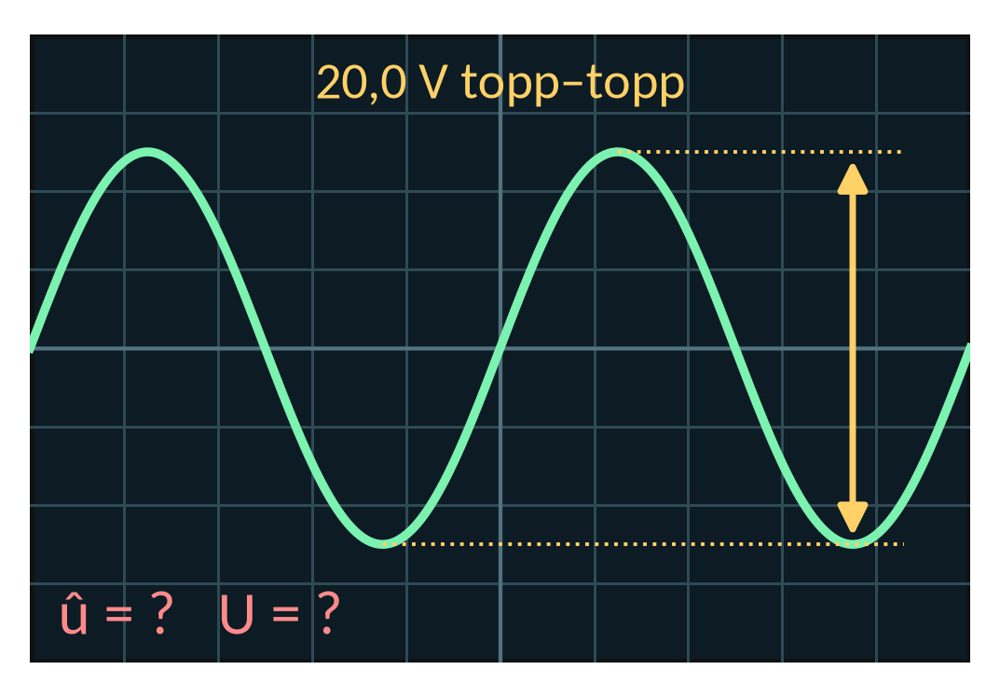 20,0 V topp–topp
û = ? U = ?